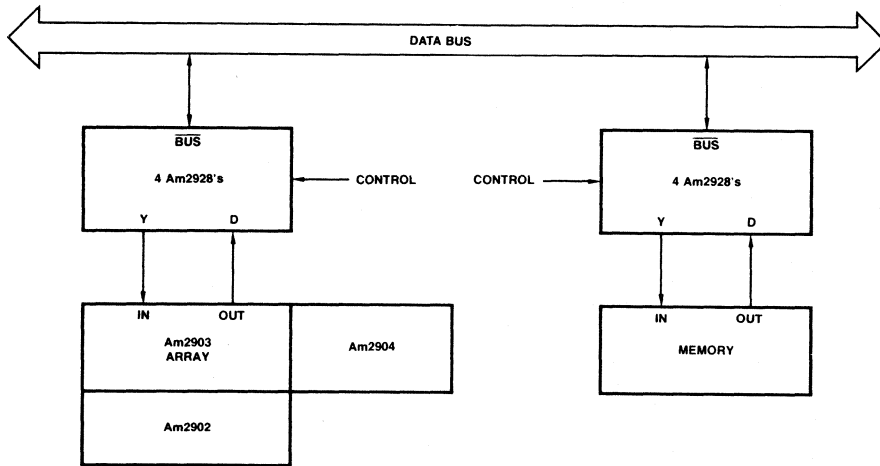 DATA BUS
BUS
BUS
4 Am2928's
CONTROL
CONTROL
4 Am2928's
Y
D
Y
D
IN
OUT
IN
OUT
Am2903
ARRAY
Am2904
MEMORY
Am2902